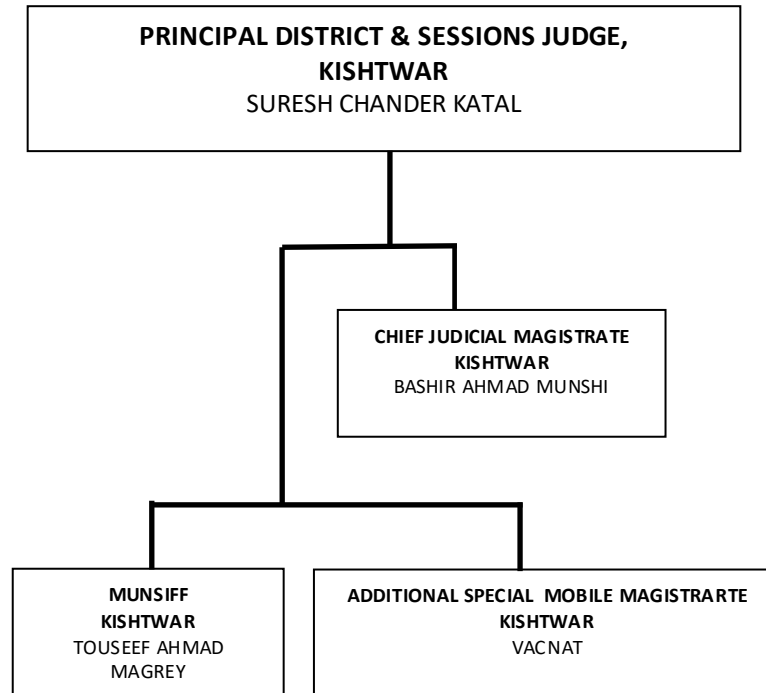 PRINCIPAL DISTRICT & SESSIONS JUDGE,
KISHTWAR
SURESH CHANDER KATAL
CHIEF JUDICIAL MAGISTRATE
KISHTWAR
BASHIR AHMAD MUNSHI
MUNSIFF
KISHTWAR
TOUSEEF AHMAD
MAGREY
ADDITIONAL SPECIAL MOBILE MAGISTRARTE
KISHTWAR
VACNAT